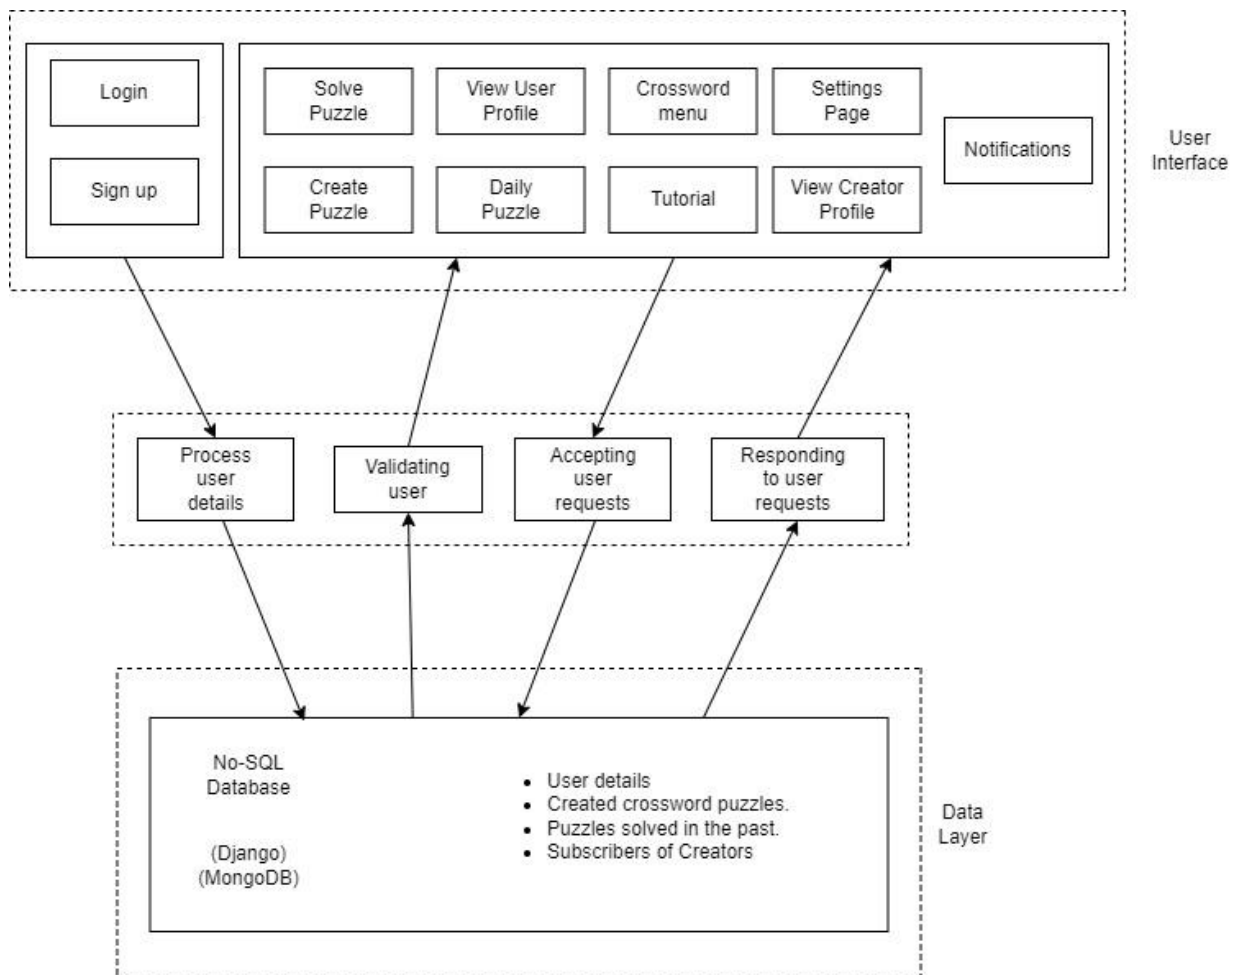 Login
Sign up
Solve
Puzzle
View User
Profile
Crossword
menu
Settings
Page
Notifications
Create
Puzzle
Daily
Puzzle
Tutorial
View Creator
Profile
User
Interface
Process
user
details
Validating
user
Accepting
user
requests
Responding
to user
requests
No-SQL
Database
(Django)
(MongoDB)
• User details
• Created crossword puzzles.
• Puzzles solved in the past.
• Subscribers of Creators
Data
Layer